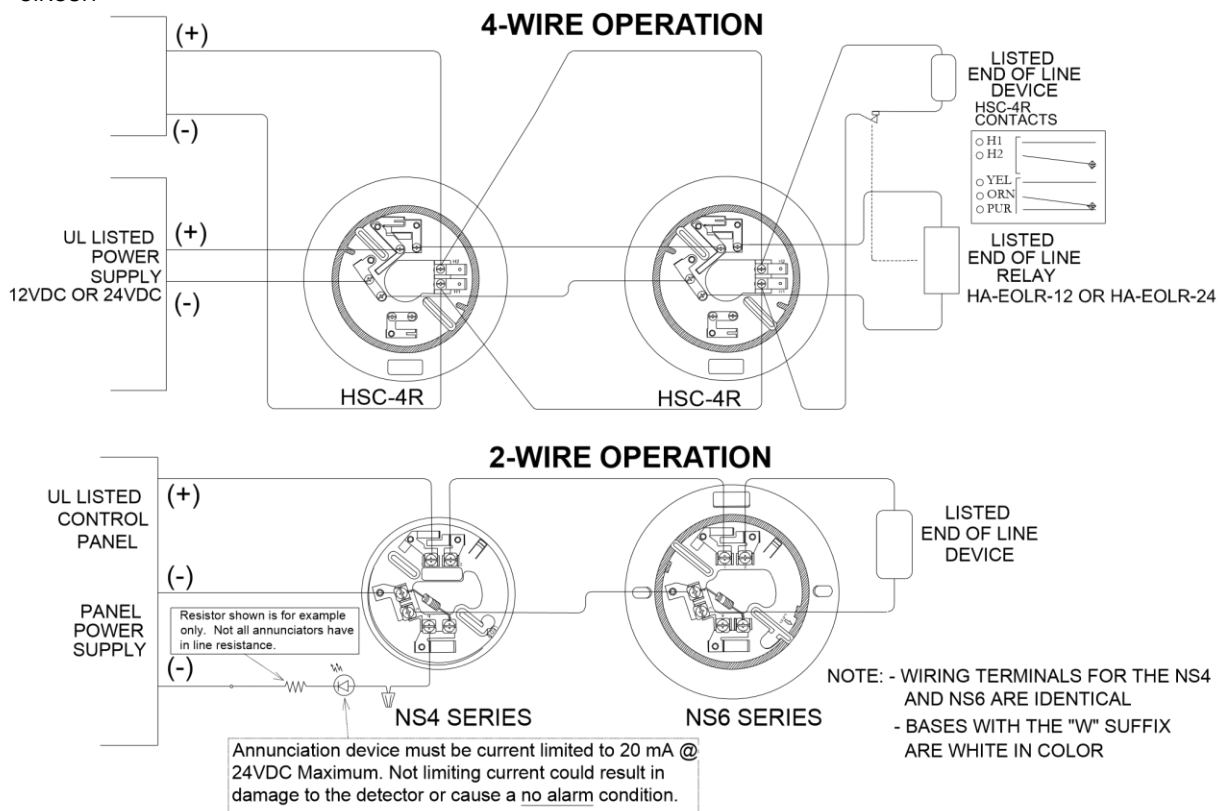 4-WIRE OPERATION
(+)
(-)
UL LISTED
POWER
SUPPLY
12VDC OR 24VDC
(+)
(-)
HSC-4R
HSC-4R
H2
H1
H2
H1
LISTED
END OF LINE
DEVICE
HSC-4R
CONTACTS
H1
H2
YEL
ORN
PUR
LISTED
END OF LINE
RELAY
HA-EOLR-12 OR HA-EOLR-24
2-WIRE OPERATION
UL LISTED
CONTROL
PANEL
(+)
(-)
PANEL
POWER
SUPPLY
(-)
Resistor shown is for example
only. Not all annunciators have
in line resistance.
NS4 SERIES
NS6 SERIES
LISTED
END OF LINE
DEVICE
NOTE: - WIRING TERMINALS FOR THE NS4
AND NS6 ARE IDENTICAL
- BASES WITH THE "W" SUFFIX
ARE WHITE IN COLOR
Annunciation device must be current limited to 20 mA @
24VDC Maximum. Not limiting current could result in
damage to the detector or cause a no alarm condition.